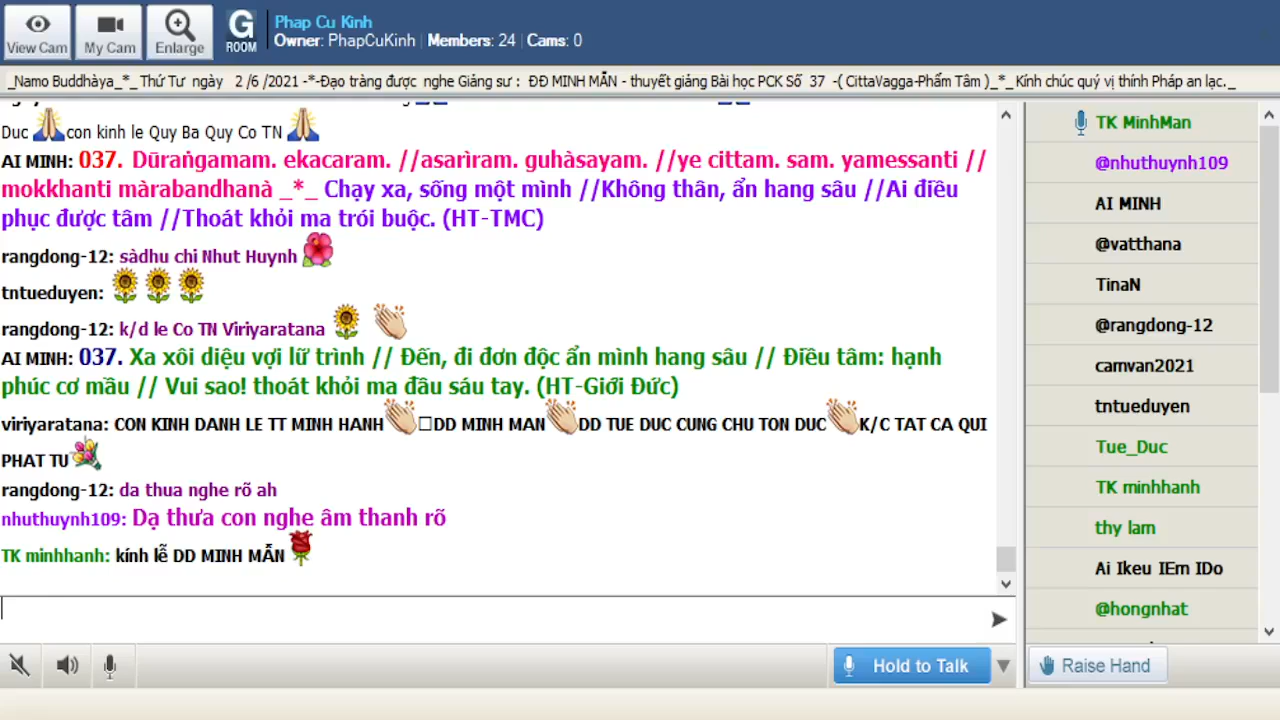 View Cam
My Cam
Enlarge
G
ROOM
Phap Cu Kinh
Owner: PhapCuKinh | Members: 24 | Cams: 0
_Namo Buddhàya_*_ Thứ Tư ngày 2 /6 /2021 -*-Đạo tràng được nghe Giảng sư : ĐĐ MINH MẪN - thuyết giảng Bài học PCK Số 37 -( CittaVagga-Phẩm Tâm )_*_Kính chúc quý vị thính Pháp an lạc._
Duc con kinh le Quy Ba Quy Co TN
AI MINH: 037. Dūraṅgamam. ekacaram. //asarìram. guhàsayam. //ye cittam. sam. yamessanti //
mokkhanti màrabandhanà _*_ Chạy xa, sống một mình //Không thân, ẩn hang sâu //Ai điều
phục được tâm //Thoát khỏi ma trói buộc. (HT-TMC)
rangdong-12: sàdhu chi Nhut Huynh
tntueduyen:
rangdong-12: k/d le Co TN Viriyaratana
AI MINH: 037. Xa xôi diệu vợi lữ trình // Đến, đi đơn độc ẩn mình hang sâu // Điều tâm: hạnh
phúc cơ mầu // Vui sao! thoát khỏi ma đầu sáu tay. (HT-Giới Đức)
viriyaratana: CON KINH DANH LE TT MINH HANH DD MINH MAN DD TUE DUC CUNG CHU TON DUC K/C TAT CA QUI
PHAT TU
rangdong-12: da thua nghe rõ ah
nhuthuynh109: Dạ thưa con nghe âm thanh rõ
TK minhhanh: kính lễ DD MINH MẪN
TK MinhMan
@nhuthuynh109
AI MINH
@vatthana
TinaN
@rangdong-12
camvan2021
tntueduyen
Tue_Duc
TK minhhanh
thy lam
Ai Ikeu IEm IDo
@hongnhat
Hold to Talk
Raise Hand